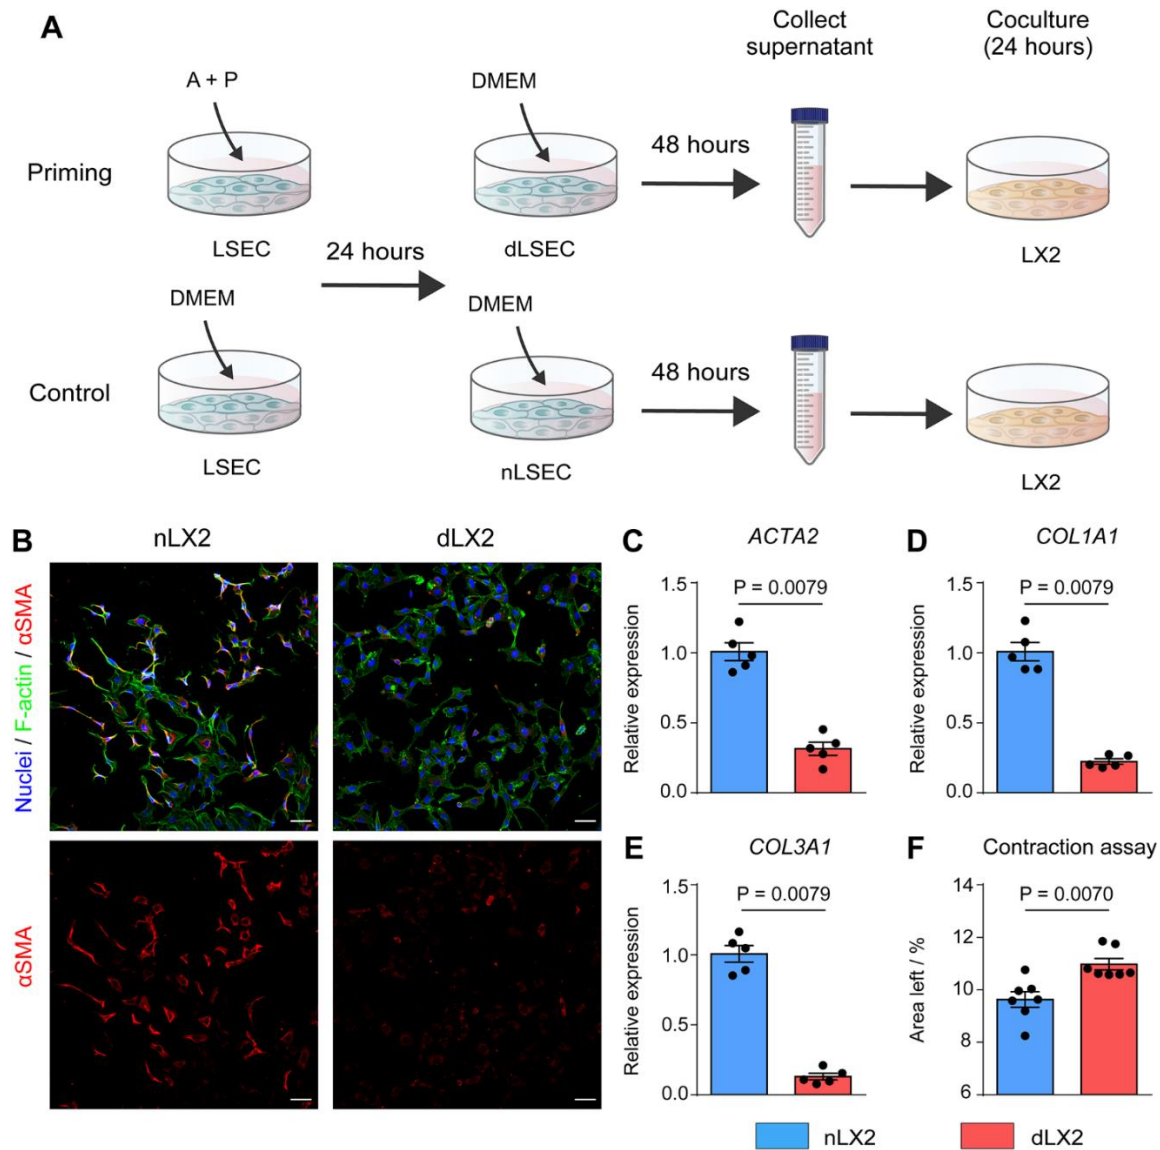 A
Collect
supernatant
Coculture
(24 hours)
A + P
DMEM
Priming
48 hours
LSEC
24 hours
dLSEC
LX2
DMEM
DMEM
Control
48 hours
LSEC
nLSEC
LX2
B
nLX2
dLX2
Nuclei / F-actin / αSMA
αSMA
C
ACTA2
P = 0.0079
Relative expression
1.5
1.0
0.5
0.0
D
COL1A1
P = 0.0079
Relative expression
1.5
1.0
0.5
0.0
E
COL3A1
P = 0.0079
Relative expression
1.5
1.0
0.5
0.0
F
Contraction assay
P = 0.0070
Area left / %
14
12
11
10
8
6
nLX2
dLX2